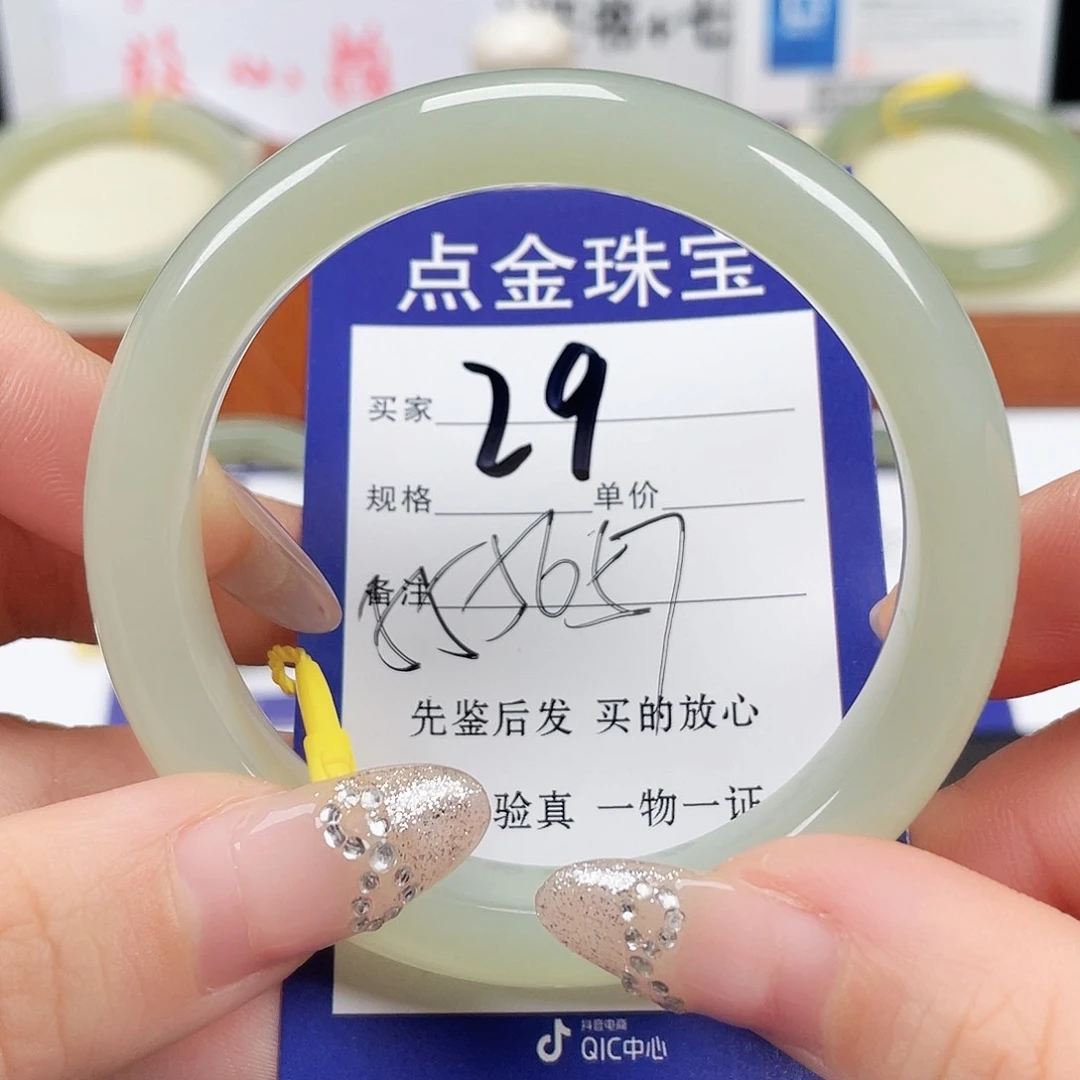 点金珠宝
29
买家
规格 单价
备注
先鉴后发 买的放心
验真 一物一证
抖音电商
QIC中心